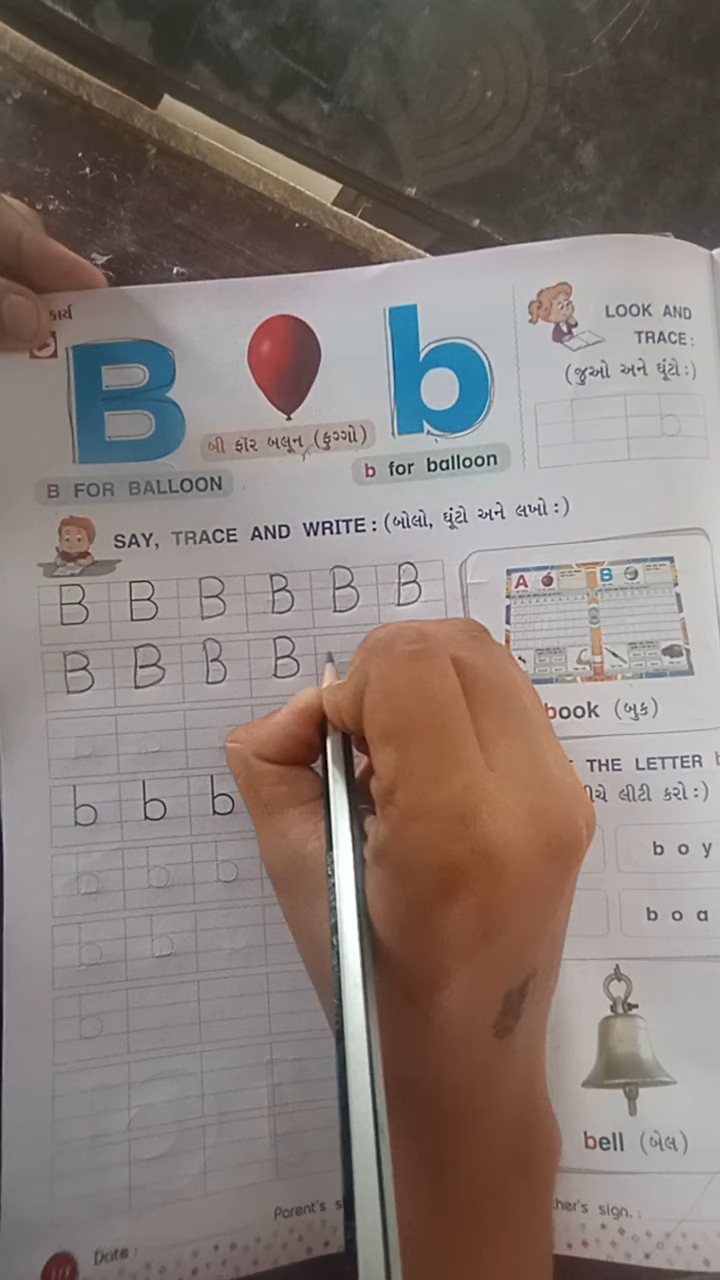 કાર્ય
B b
બી ફૉર બલૂન (ફુગ્ગો)
B FOR BALLOON
b for balloon
LOOK AND
TRACE:
(જુઓ અને ઘૂંટો:)
SAY, TRACE AND WRITE: (બોલો, ઘૂંટો અને લખો:)
B B B B B B
B B B B
b b b
b b b
b b
b
b
A B
book (બુક)
THE LETTER b
નીચે લીટી કરો:)
b o y
b o a
bell (બેલ)
Parent's s
her's sign. :
Date :